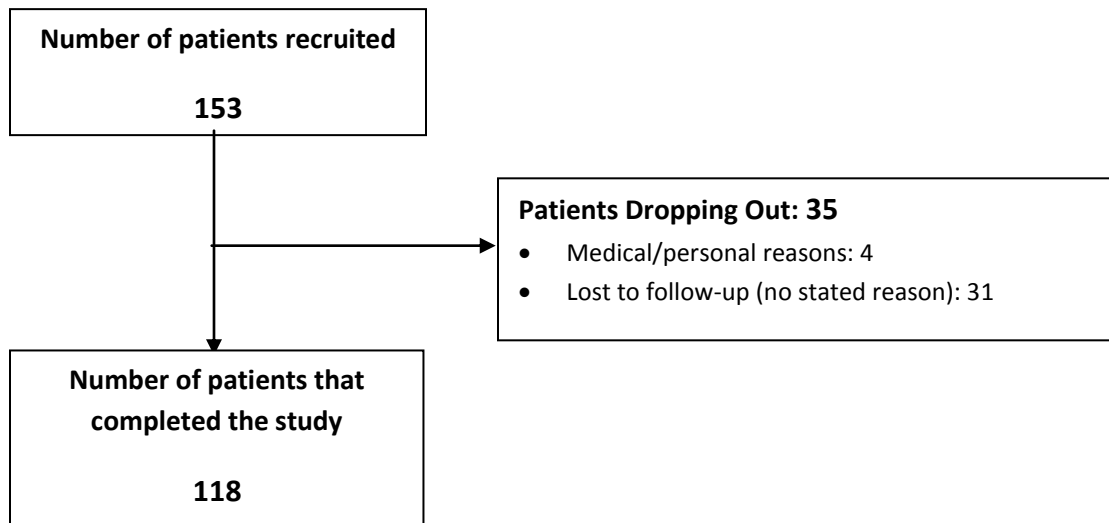 Number of patients recruited
153
Patients Dropping Out: 35
• Medical/personal reasons: 4
• Lost to follow-up (no stated reason): 31
Number of patients that
completed the study
118